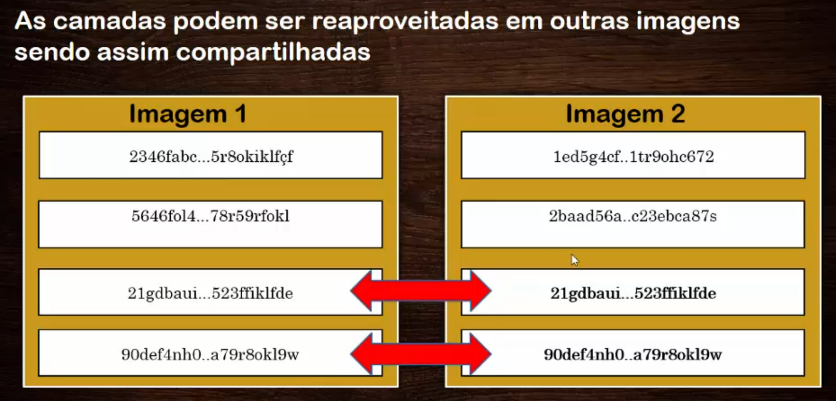 As camadas podem ser reaproveitadas em outras imagens
sendo assim compartilhadas
Imagem 1
2346fabc...5r8okiklfçf
5646fol4...78r59rfokl
21gdbaui...523ffiklfde
90def4nh0..a79r8okl9w
Imagem 2
1ed5g4cf..1tr9ohc672
2baad56a..c23ebca87s
21gdbaui...523ffiklfde
90def4nh0..a79r8okl9w